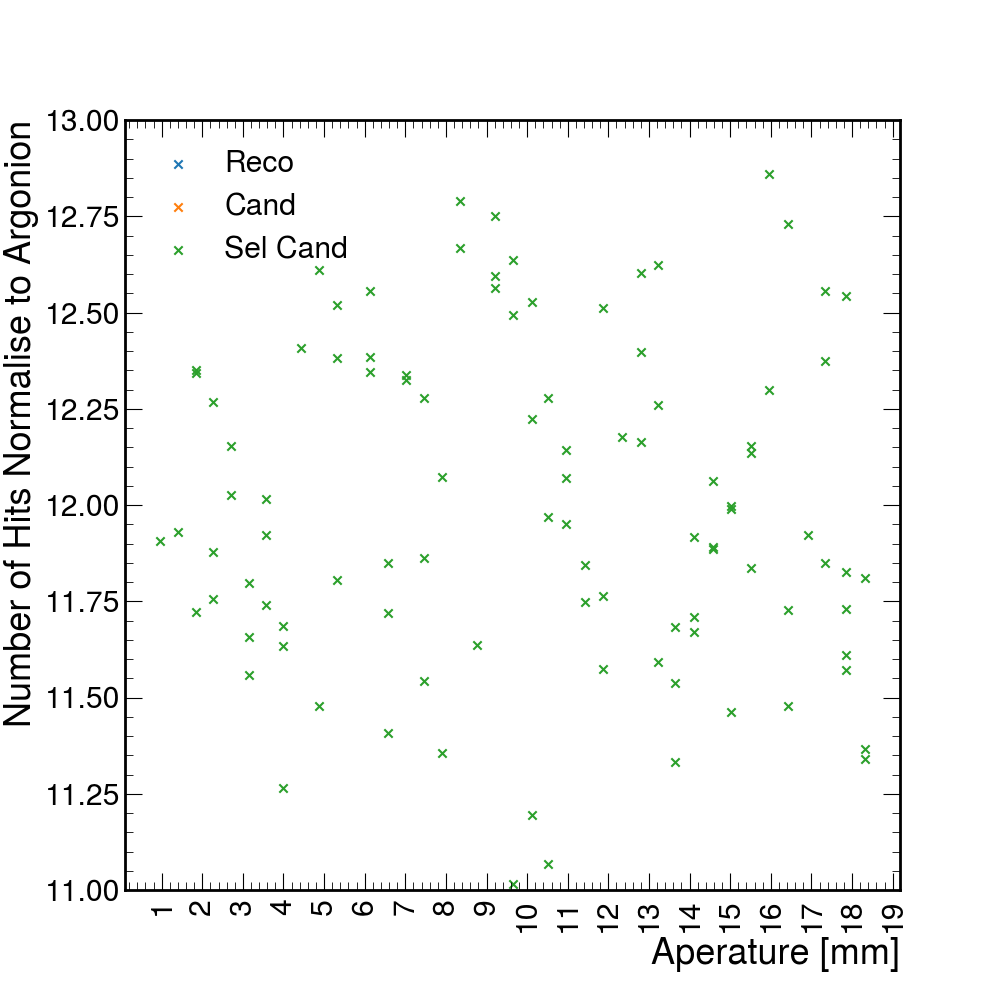 Number of Hits Normalise to Argonion
13.00
12.75
12.50
12.25
12.00
11.75
11.50
11.25
11.00
Reco
Cand
Sel Cand
1 2 3 4 5 6 7 8 9 10 11 12 13 14 15 16 17 18 19
Aperature [mm]